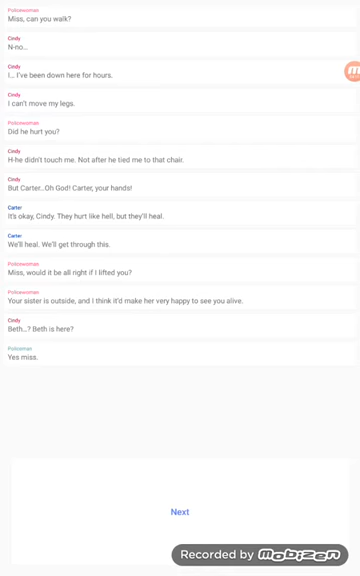 Policewoman
Miss, can you walk?
Cindy
N-no...
Cindy
I... I've been down here for hours.
Cindy
I can't move my legs.
Policewoman
Did he hurt you?
Cindy
H-he didn't touch me. Not after he tied me to that chair.
Cindy
But Carter...Oh God! Carter, your hands!
Carter
It's okay, Cindy. They hurt like hell, but they'll heal.
Carter
We'll heal. We'll get through this.
Policewoman
Miss, would it be all right if I lifted you?
Policewoman
Your sister is outside, and I think it'd make her very happy to see you alive.
Cindy
Beth...? Beth is here?
Policeman
Yes miss.
Next
Recorded by Mobizen